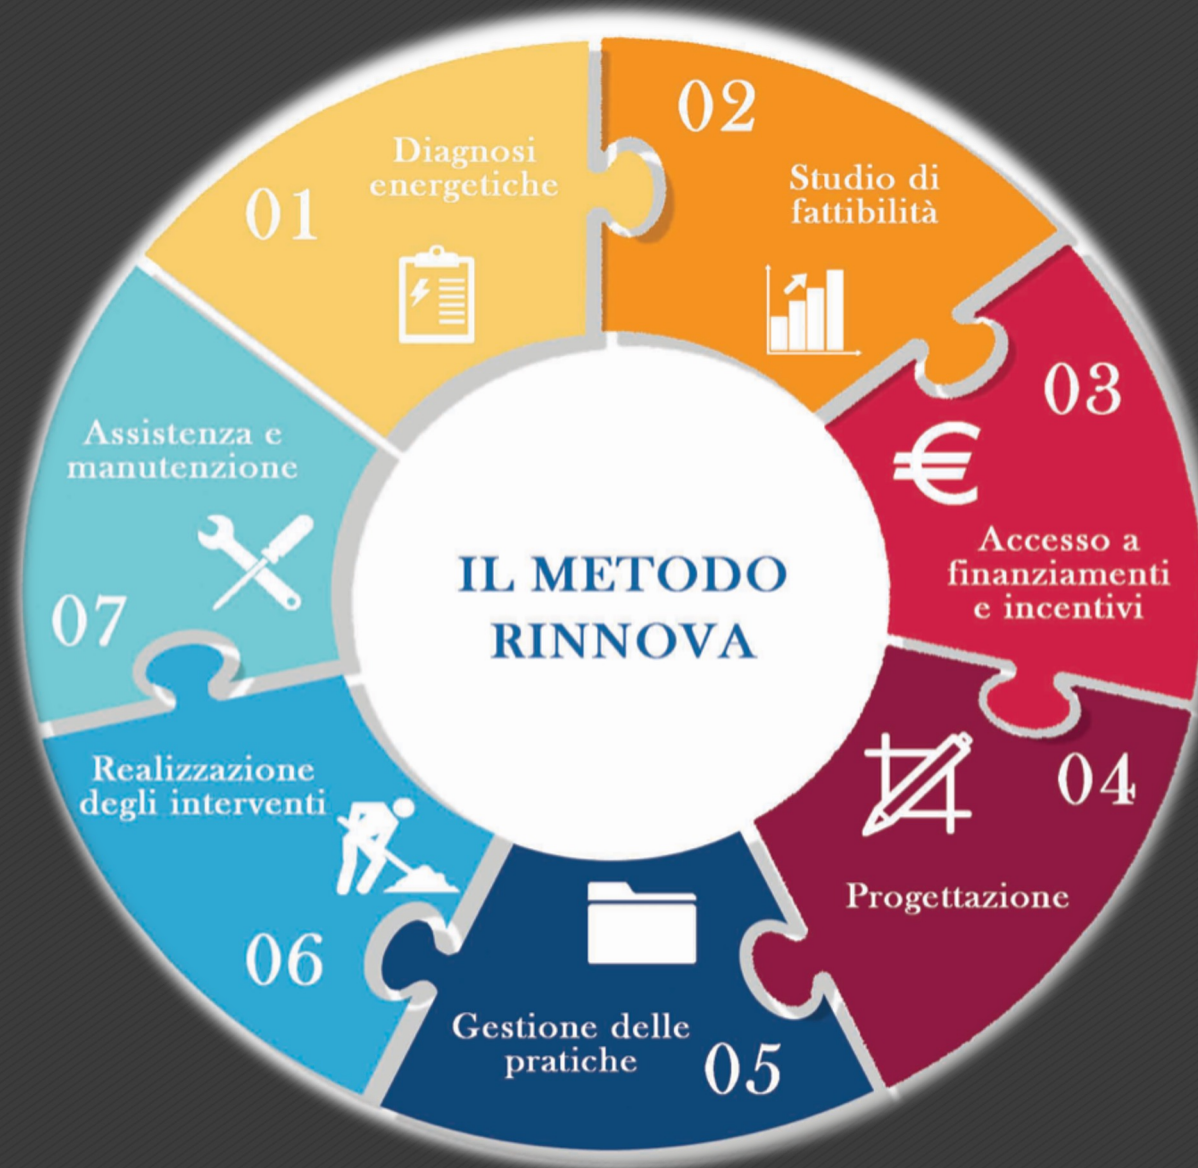 01
Diagnosi
energetiche
02
Studio di
fattibilità
03
Accesso a
finanziamenti
e incentivi
04
Progettazione
05
Gestione delle
pratiche
06
Realizzazione
degli interventi
07
Assistenza e
manutenzione
IL METODO
RINNOVA